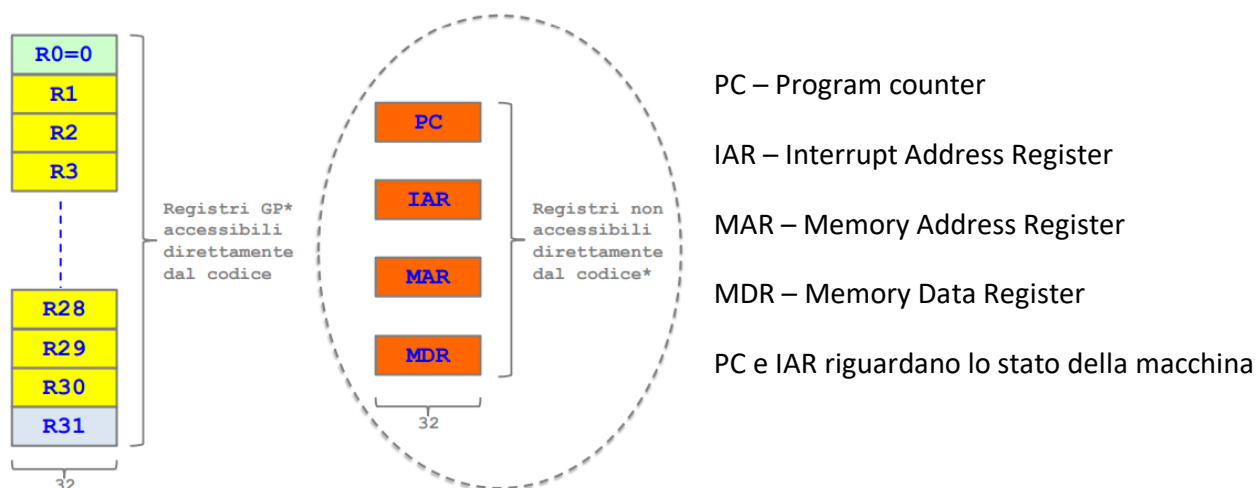 R0=0
R1
R2
R3
R28
R29
R30
R31
32
Registri GP*
accessibili
direttamente
dal codice
PC
IAR
MAR
MDR
32
Registri non
accessibili
direttamente
dal codice*
PC – Program counter
IAR – Interrupt Address Register
MAR – Memory Address Register
MDR – Memory Data Register
PC e IAR riguardano lo stato della macchina